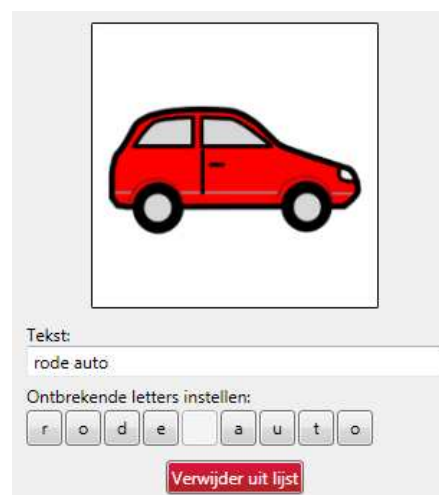 Tekst:
rode auto
Ontbrekende letters instellen:
r o d e a u t o
Verwijder uit lijst